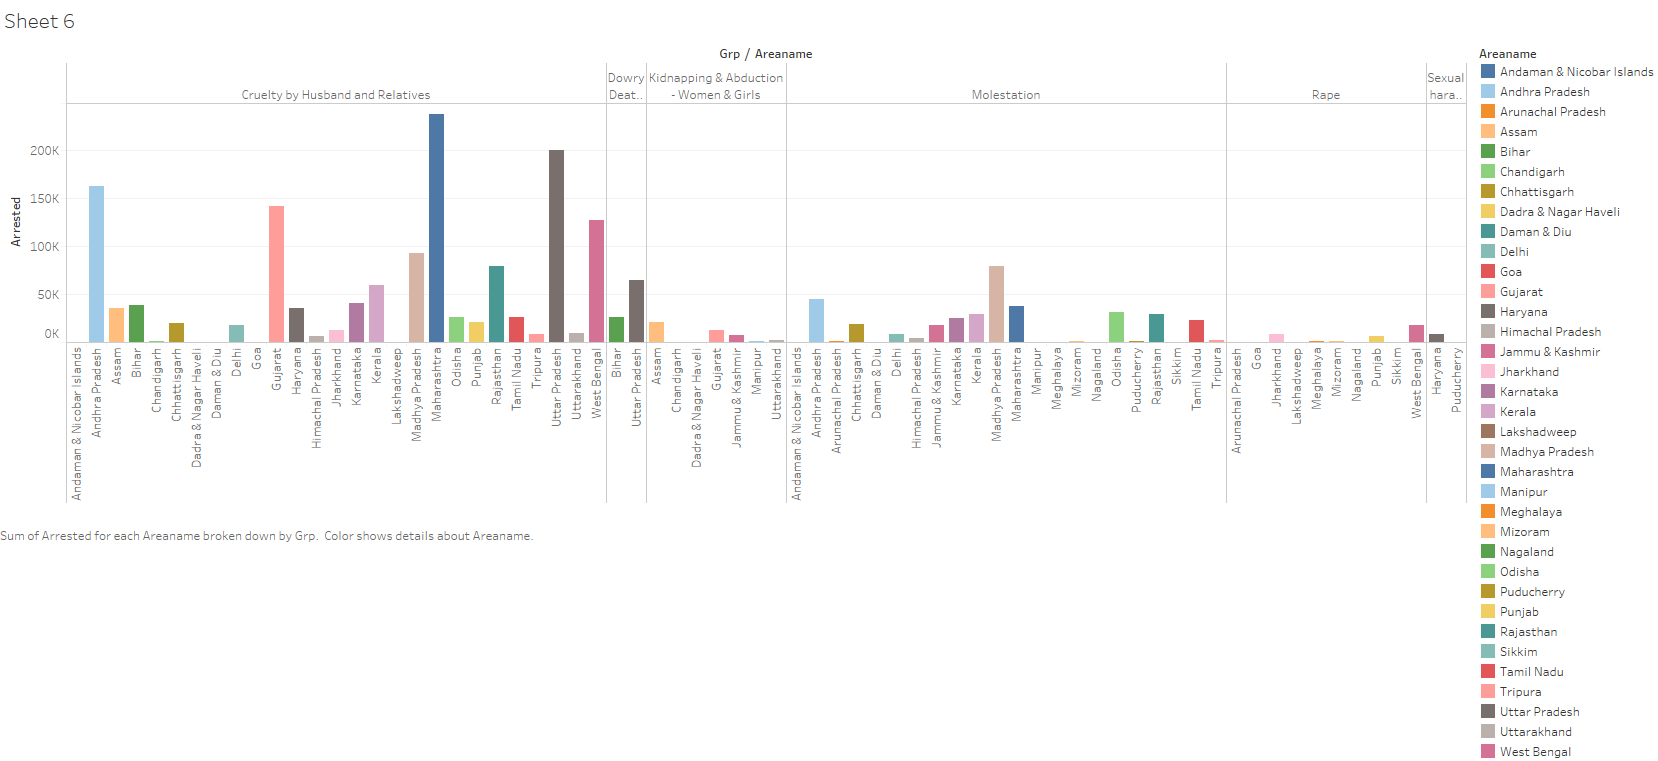 Sheet 6
Grp / Areaname
Cruelty by Husband and Relatives
Dowry
Deat..
Kidnapping & Abduction
- Women & Girls
Molestation
Rape
Sexual
hara..
Arrested
200K
150K
100K
50K
0K
Andaman & Nicobar Islands
Andhra Pradesh
Assam
Bihar
Chandigarh
Chhattisgarh
Dadra & Nagar Haveli
Daman & Diu
Delhi
Goa
Gujarat
Haryana
Himachal Pradesh
Jharkhand
Karnataka
Kerala
Lakshadweep
Madhya Pradesh
Maharashtra
Odisha
Punjab
Rajasthan
Tamil Nadu
Tripura
Uttar Pradesh
Uttarakhand
West Bengal
Bihar
Uttar Pradesh
Assam
Chandigarh
Dadra & Nagar Haveli
Gujarat
Jammu & Kashmir
Manipur
Uttarakhand
Andaman & Nicobar Islands
Andhra Pradesh
Arunachal Pradesh
Chhattisgarh
Daman & Diu
Delhi
Himachal Pradesh
Jammu & Kashmir
Karnataka
Kerala
Madhya Pradesh
Maharashtra
Manipur
Meghalaya
Mizoram
Nagaland
Odisha
Puducherry
Rajasthan
Sikkim
Tamil Nadu
Tripura
Arunachal Pradesh
Goa
Jharkhand
Lakshadweep
Meghalaya
Mizoram
Nagaland
Punjab
Sikkim
West Bengal
Haryana
Puducherry
Sum of Arrested for each Areaname broken down by Grp. Color shows details about Areaname.
Areaname
Andaman & Nicobar Islands
Andhra Pradesh
Arunachal Pradesh
Assam
Bihar
Chandigarh
Chhattisgarh
Dadra & Nagar Haveli
Daman & Diu
Delhi
Goa
Gujarat
Haryana
Himachal Pradesh
Jammu & Kashmir
Jharkhand
Karnataka
Kerala
Lakshadweep
Madhya Pradesh
Maharashtra
Manipur
Meghalaya
Mizoram
Nagaland
Odisha
Puducherry
Punjab
Rajasthan
Sikkim
Tamil Nadu
Tripura
Uttar Pradesh
Uttarakhand
West Bengal